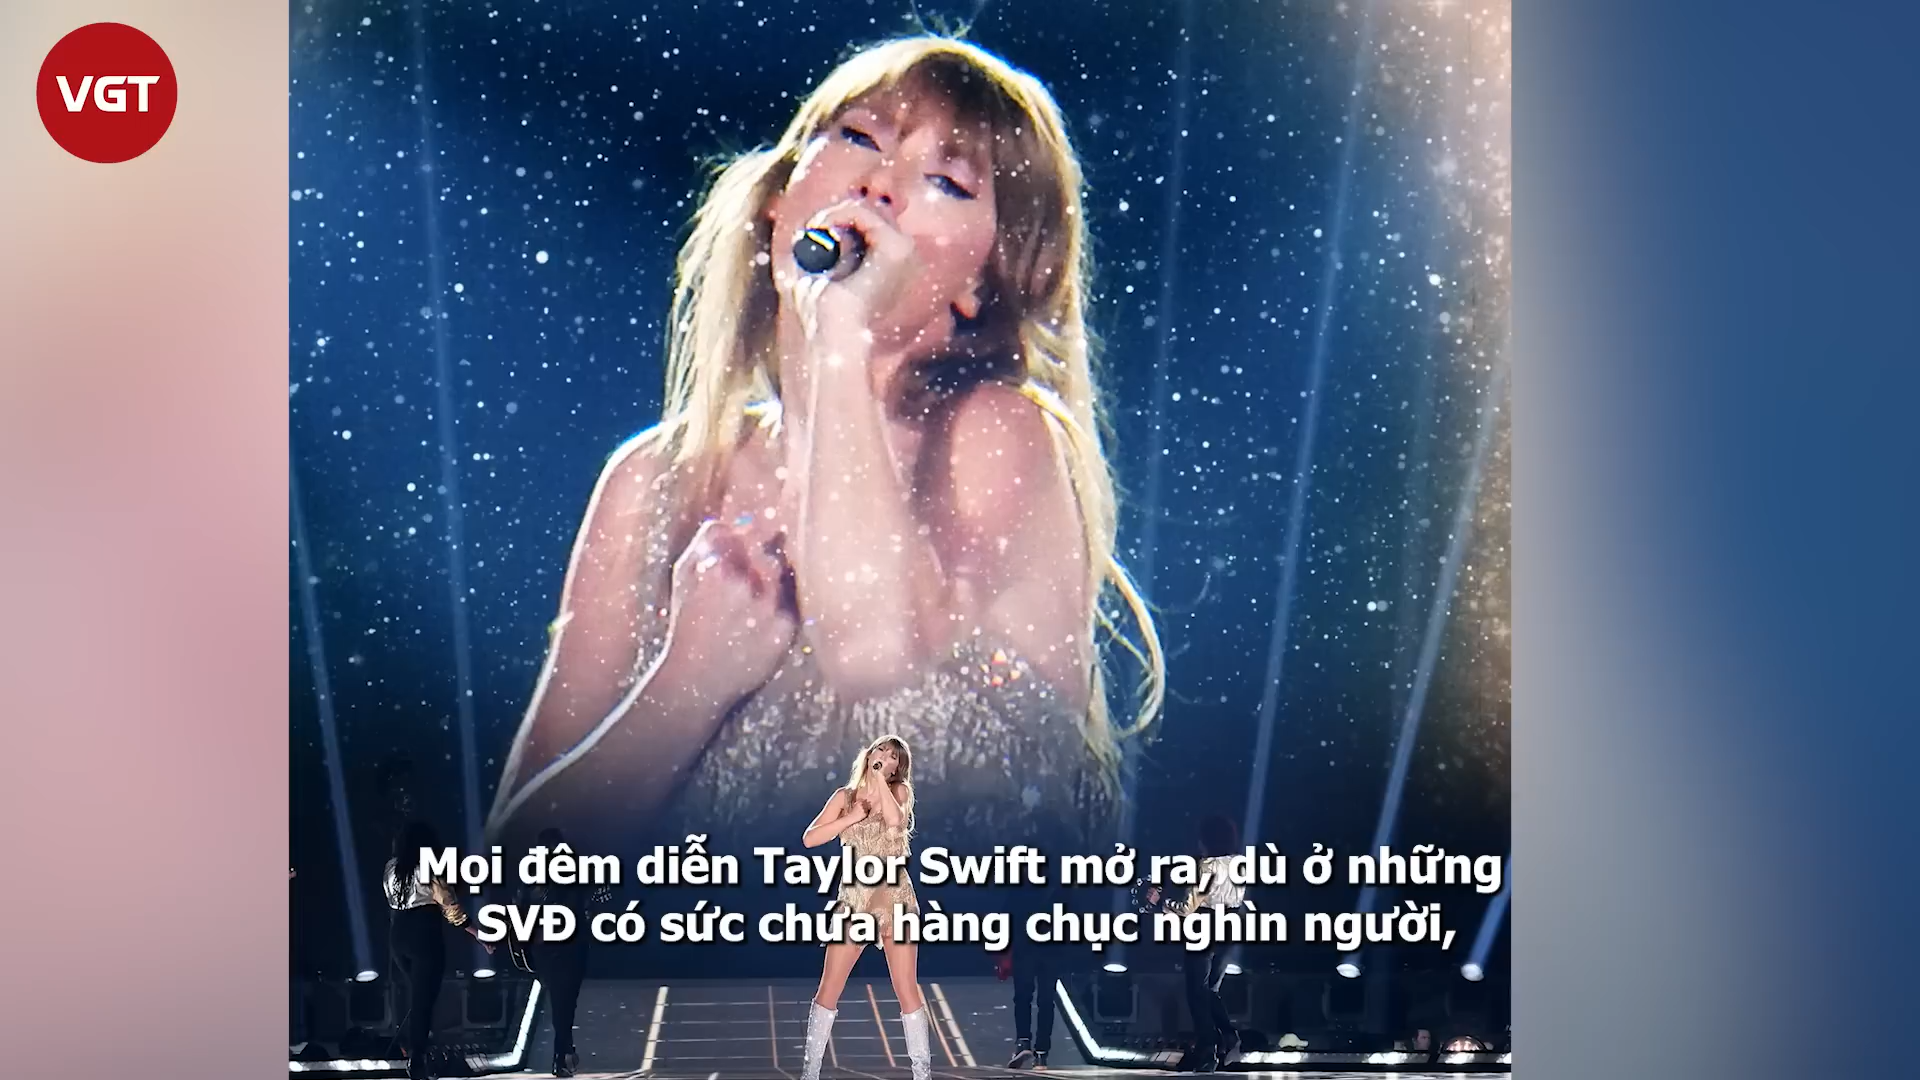 VGT
Mọi đêm diễn Taylor Swift mở ra, dù ở những
SVĐ có sức chứa hàng chục nghìn người,